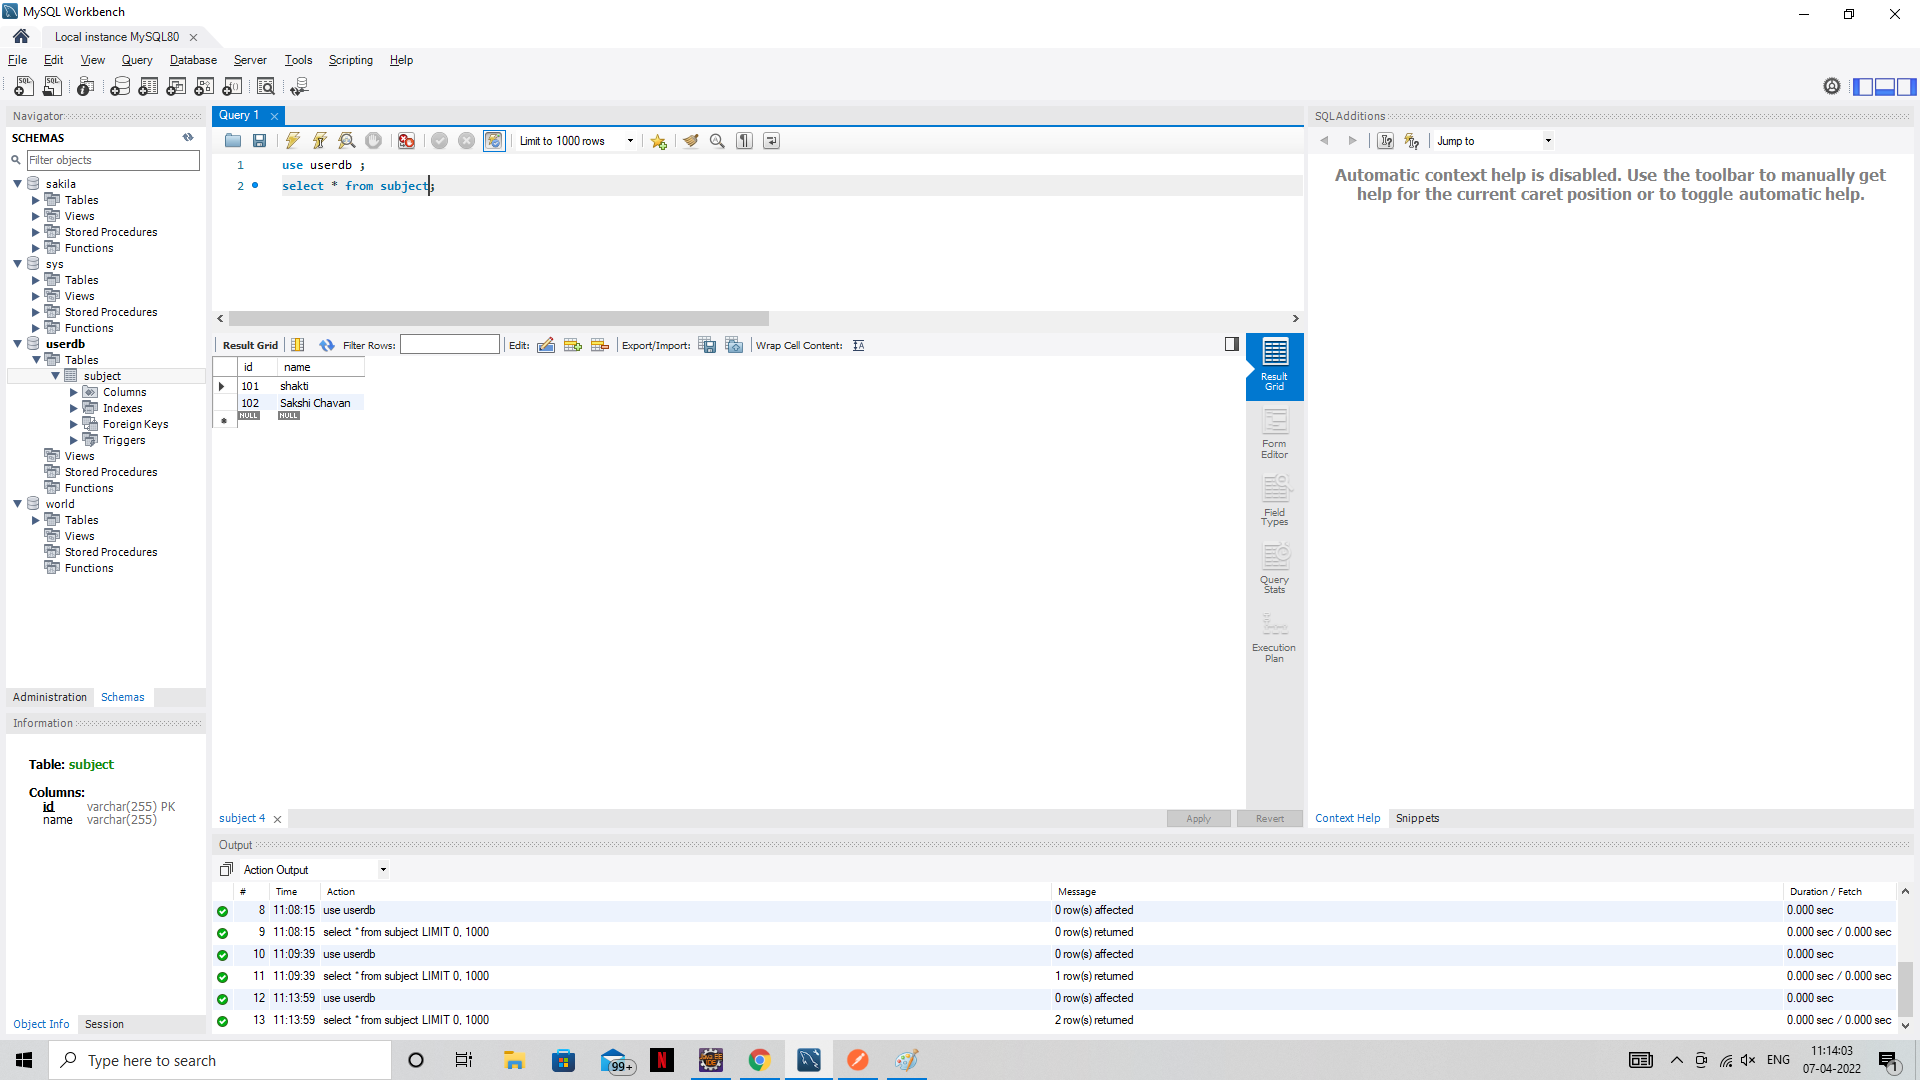 MySQL Workbench
Local instance MySQL80
File Edit View Query Database Server Tools Scripting Help
Navigator
SCHEMAS
Filter objects
sakila
Tables
Views
Stored Procedures
Functions
sys
Tables
Views
Stored Procedures
Functions
userdb
Tables
subject
Columns
Indexes
Foreign Keys
Triggers
Views
Stored Procedures
Functions
world
Tables
Views
Stored Procedures
Functions
Administration Schemas
Information
Table: subject
Columns:
id varchar(255) PK
name varchar(255)
Object Info Session
Query 1
Limit to 1000 rows
1 use userdb ;
2 select * from subject;
Result Grid Filter Rows: Edit: Export/Import: Wrap Cell Content:
id name
101 shakti
102 Sakshi Chavan
NULL NULL
Result Grid
Form Editor
Field Types
Query Stats
Execution Plan
subject 4
Apply Revert
SQLAdditions
Jump to
Automatic context help is disabled. Use the toolbar to manually get
help for the current caret position or to toggle automatic help.
Context Help Snippets
Output
Action Output
# Time Action Message Duration / Fetch
8 11:08:15 use userdb 0 row(s) affected 0.000 sec
9 11:08:15 select * from subject LIMIT 0, 1000 0 row(s) returned 0.000 sec / 0.000 sec
10 11:09:39 use userdb 0 row(s) affected 0.000 sec
11 11:09:39 select * from subject LIMIT 0, 1000 1 row(s) returned 0.000 sec / 0.000 sec
12 11:13:59 use userdb 0 row(s) affected 0.000 sec
13 11:13:59 select * from subject LIMIT 0, 1000 2 row(s) returned 0.000 sec / 0.000 sec
Type here to search
99+
ENG
11:14:03
07-04-2022
1